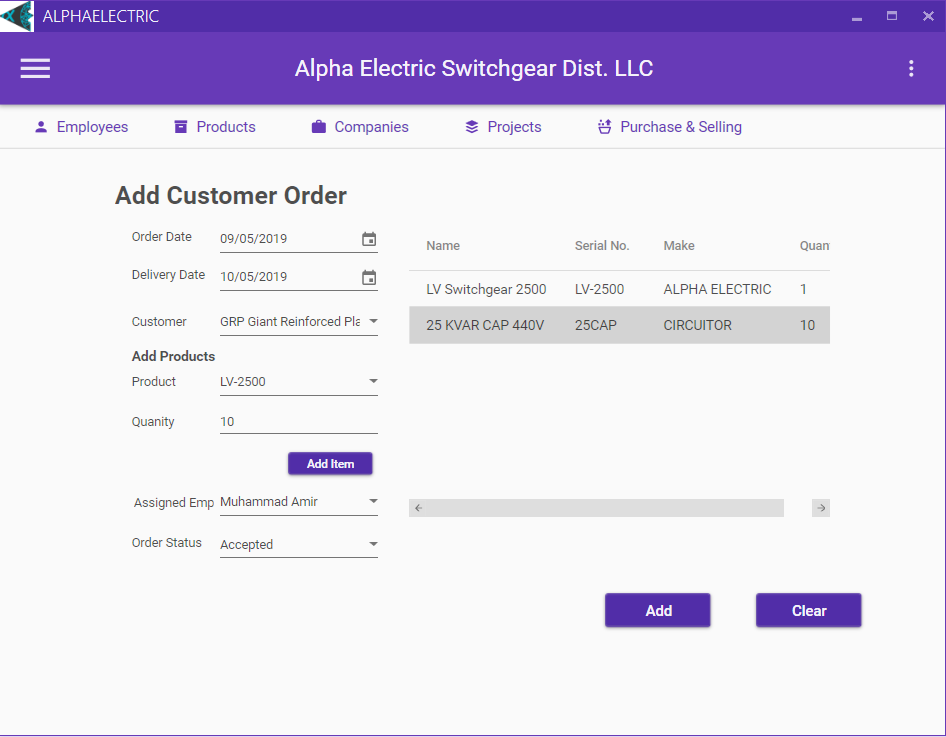 ALPHAELECTRIC
Alpha Electric Switchgear Dist. LLC
Employees Products Companies Projects Purchase & Selling
Add Customer Order
Order Date 09/05/2019
Delivery Date 10/05/2019
Customer GRP Giant Reinforced Pla
Add Products
Product LV-2500
Quanity 10
Add Item
Assigned Emp Muhammad Amir
Order Status Accepted
Name Serial No. Make Quan
LV Switchgear 2500 LV-2500 ALPHA ELECTRIC 1
25 KVAR CAP 440V 25CAP CIRCUITOR 10
Add Clear